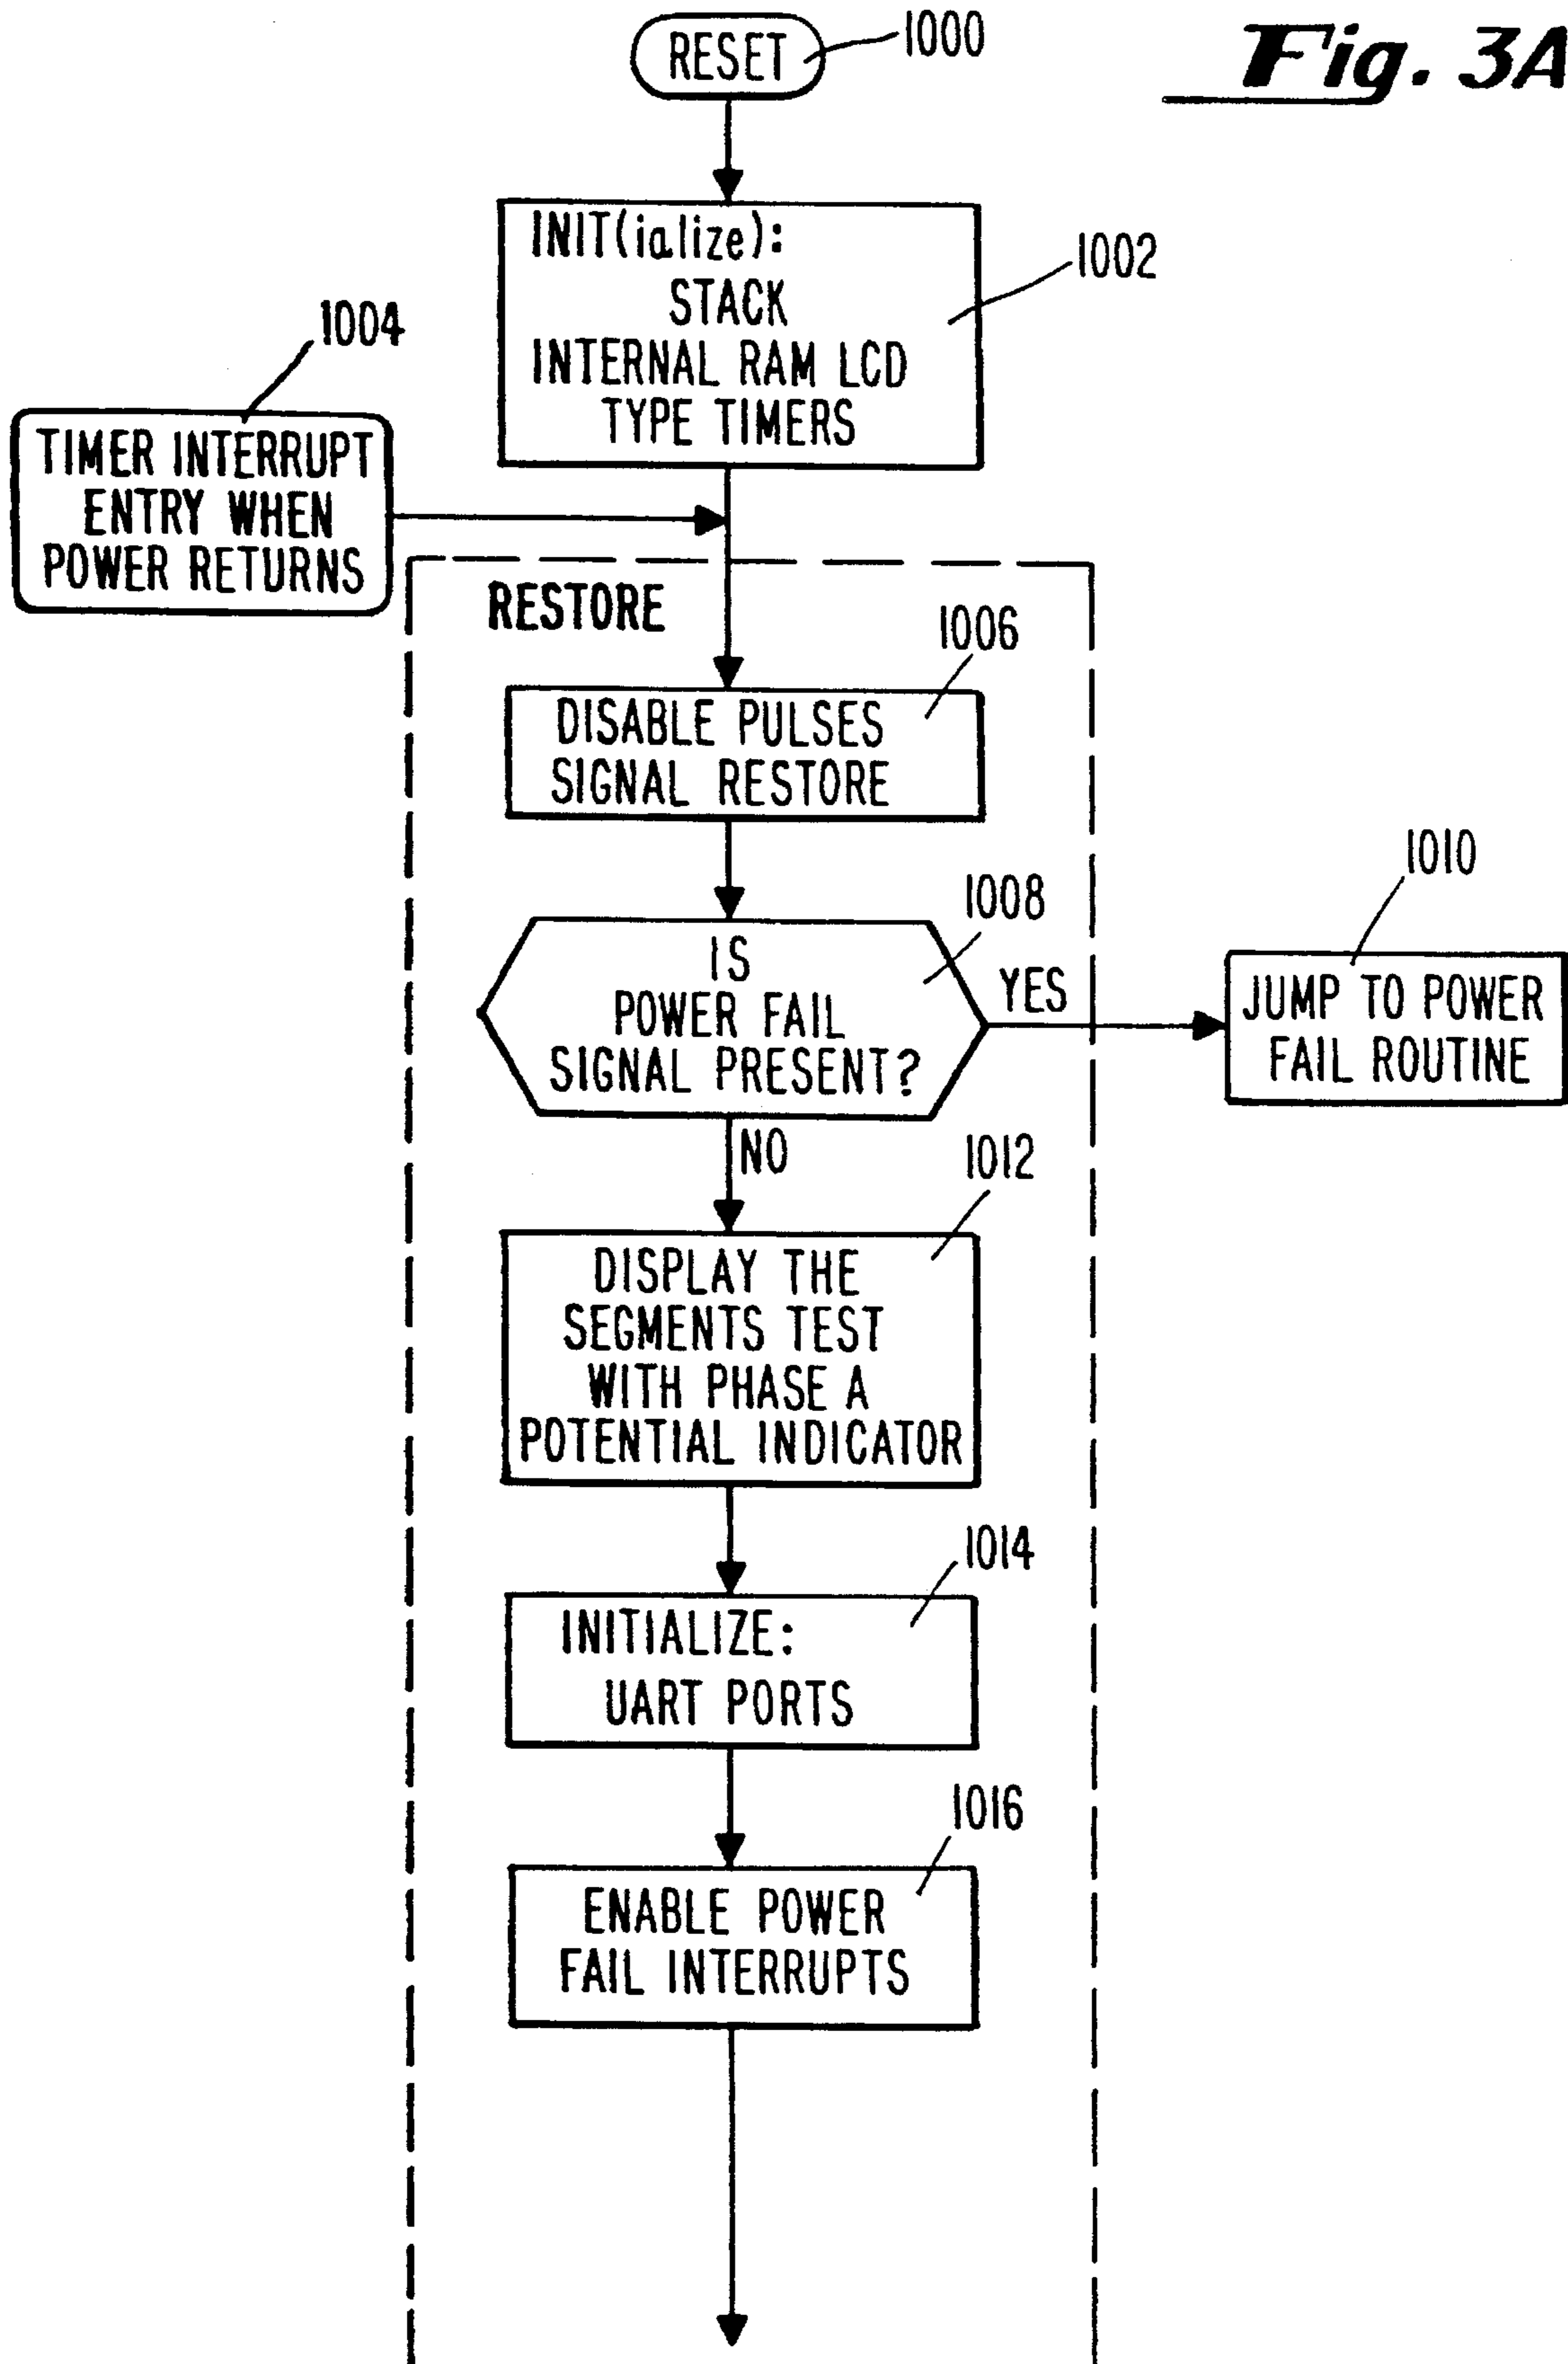 Fig. 3A
RESET
1000
INIT(ialize):
STACK
INTERNAL RAM LCD
TYPE TIMERS
1002
1004
TIMER INTERRUPT
ENTRY WHEN
POWER RETURNS
RESTORE
1006
DISABLE PULSES
SIGNAL RESTORE
1008
IS
POWER FAIL
SIGNAL PRESENT?
YES
1010
JUMP TO POWER
FAIL ROUTINE
NO
1012
DISPLAY THE
SEGMENTS TEST
WITH PHASE A
POTENTIAL INDICATOR
1014
INITIALIZE:
UART PORTS
1016
ENABLE POWER
FAIL INTERRUPTS